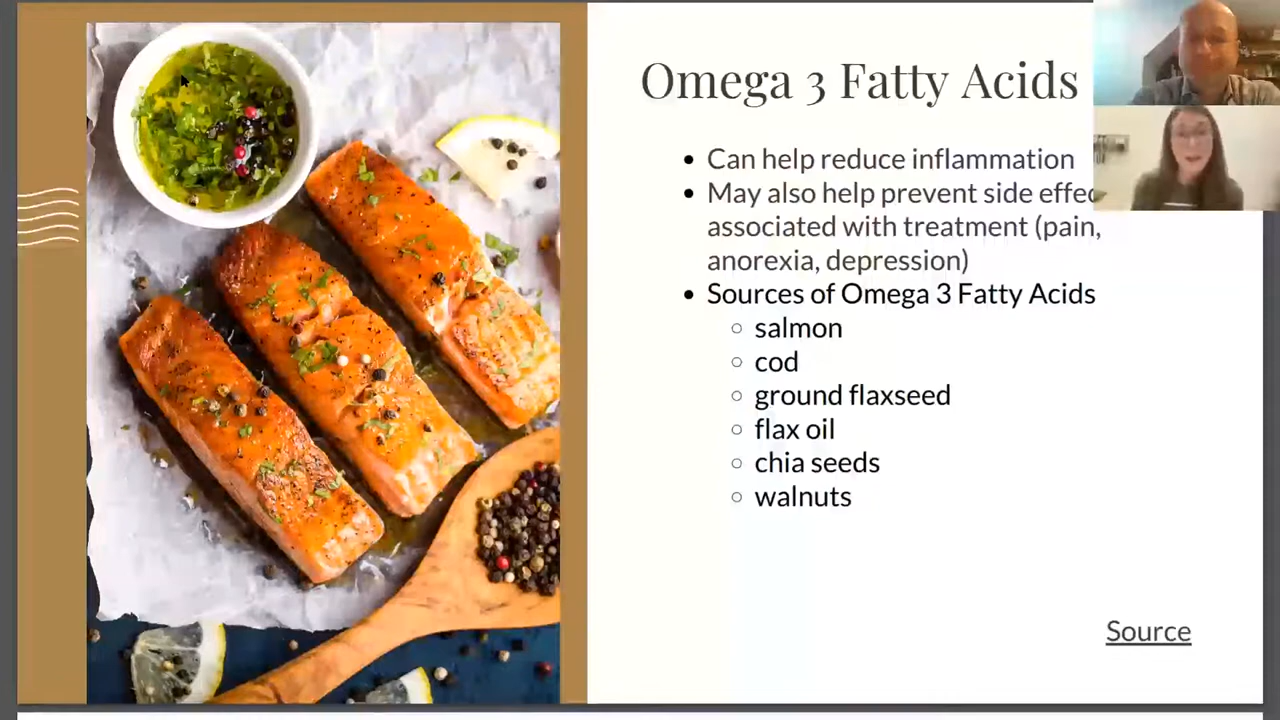 Omega 3 Fatty Acids
Can help reduce inflammation
May also help prevent side
associated with treatment (pain,
anorexia, depression)
Sources of Omega 3 Fatty Acids
salmon
cod
ground flaxseed
flax oil
chia seeds
walnuts
Source